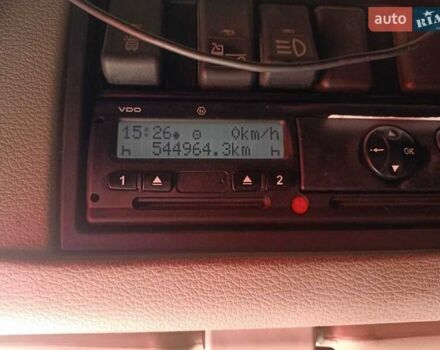 auto RIA
VDO
15:26 0km/h
h 544964.3km h
1 2
OK